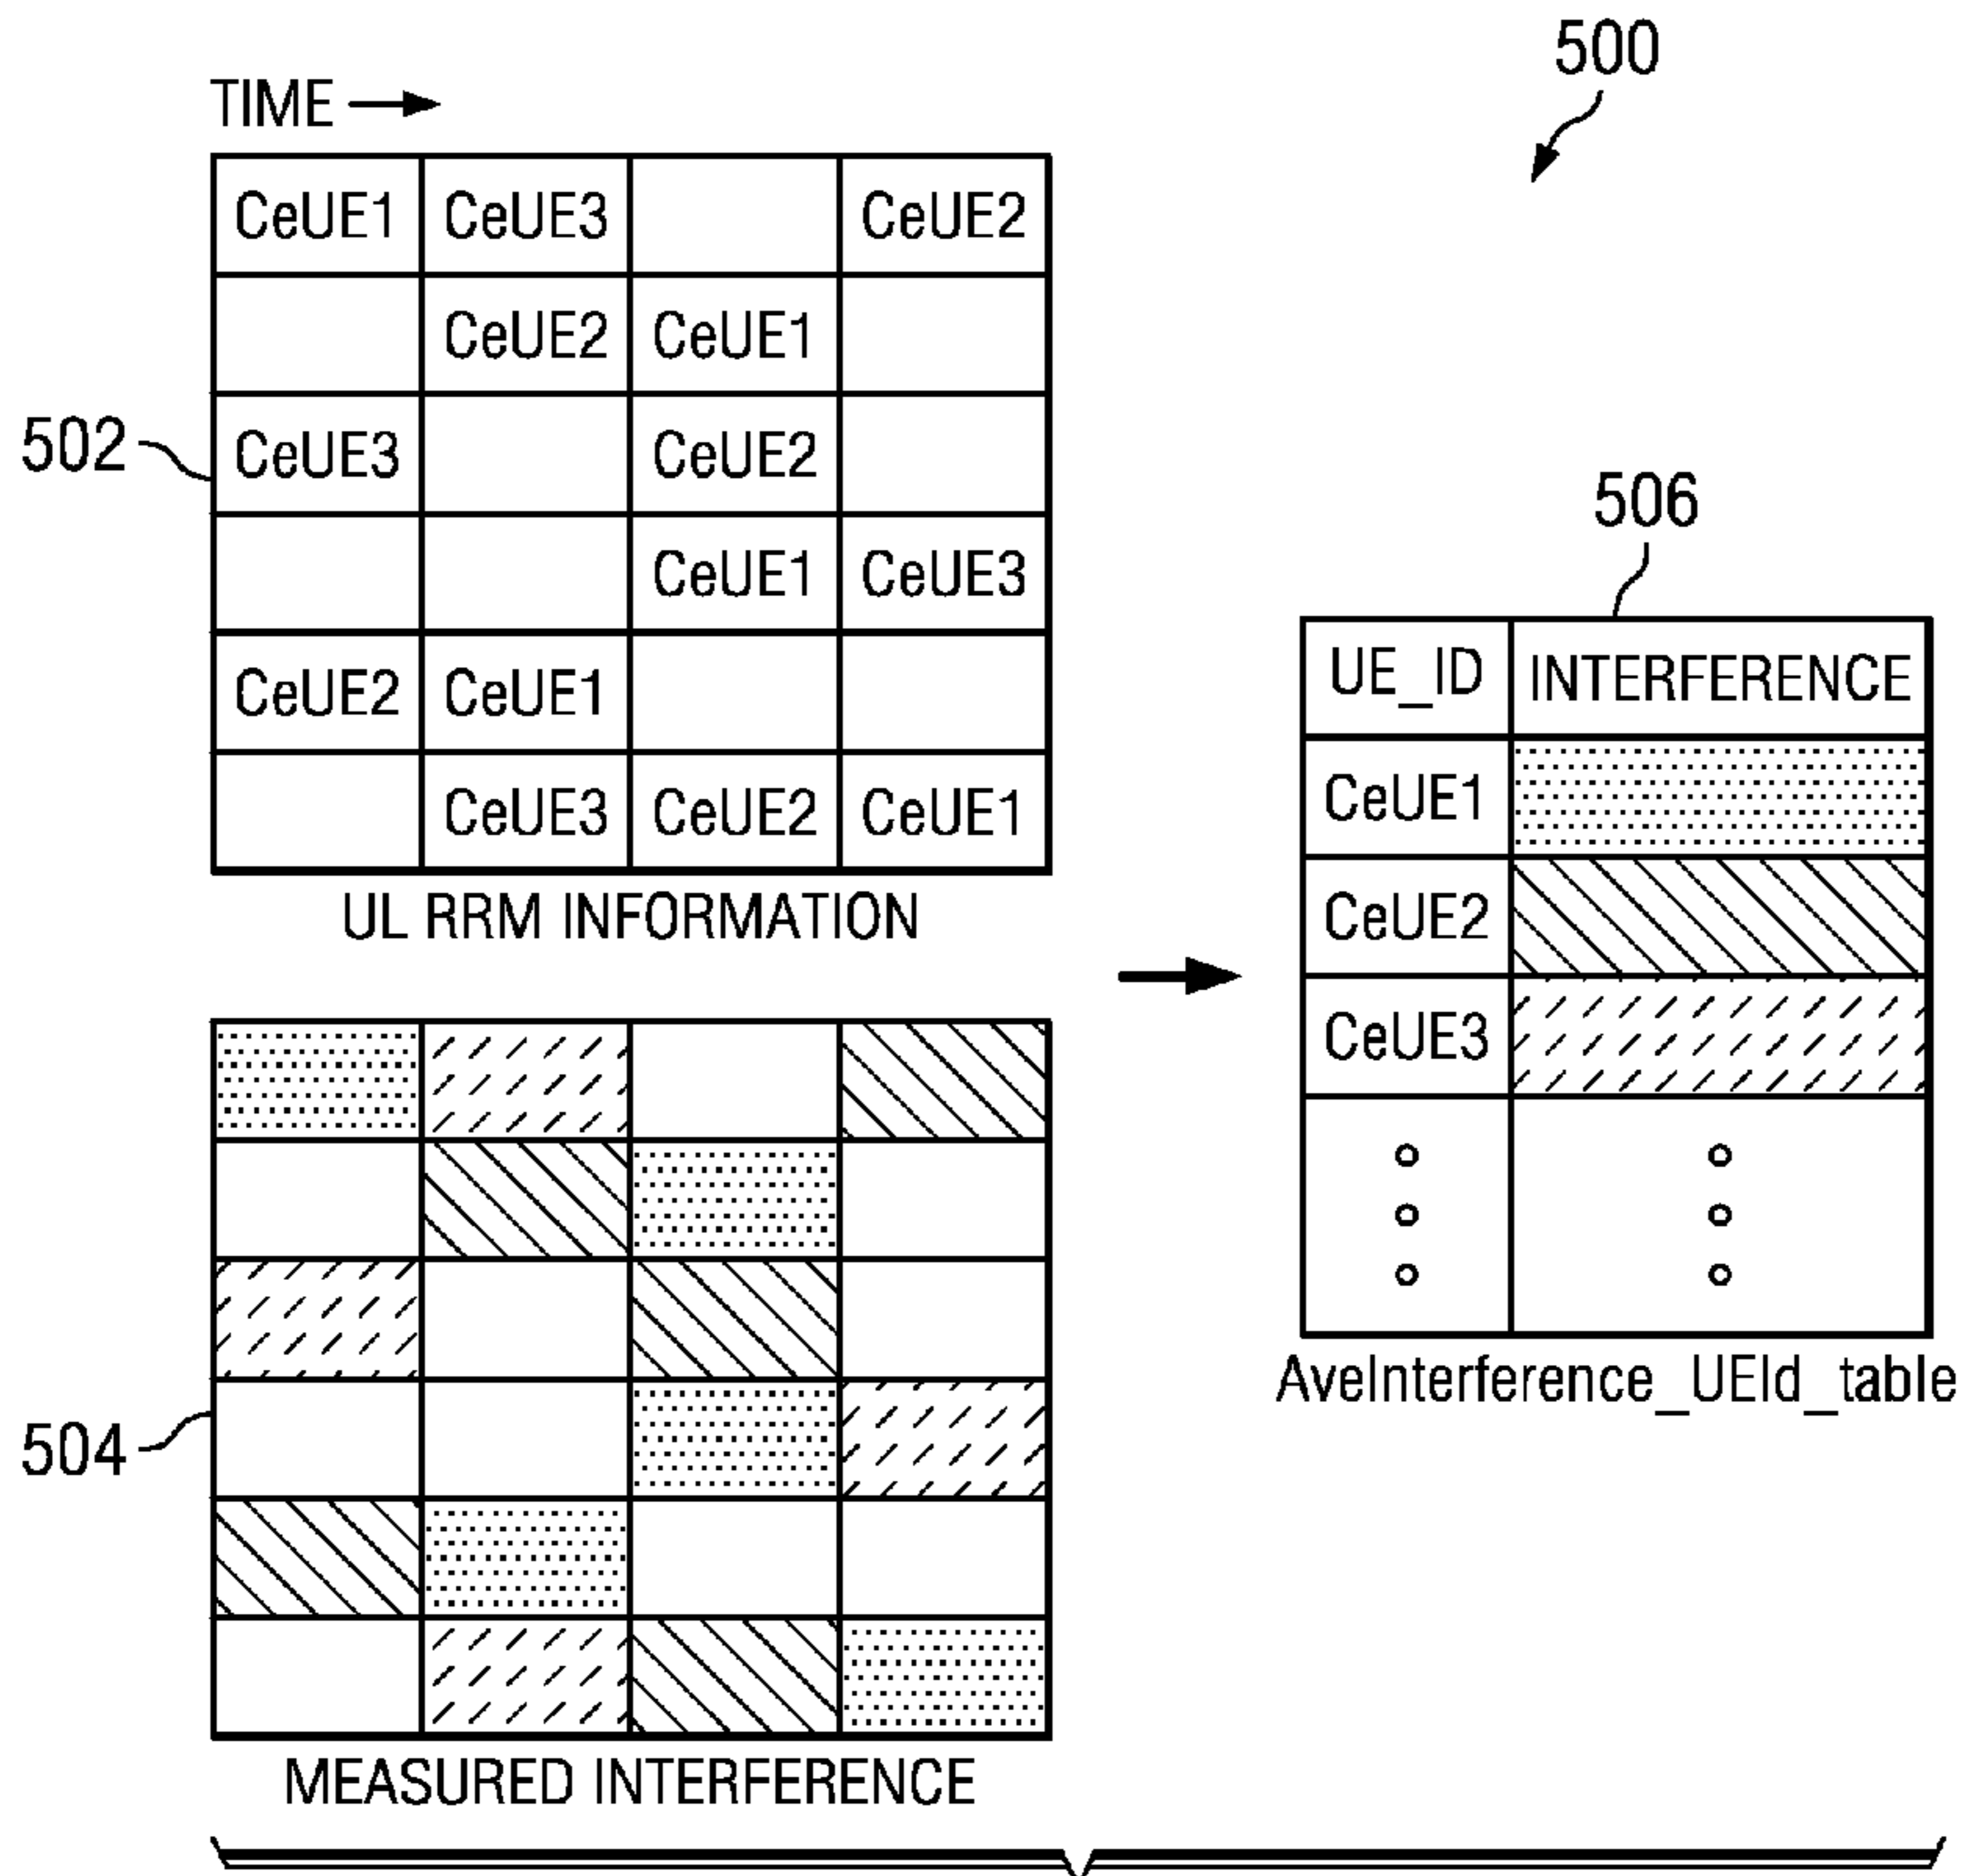 500
TIME
CeUE1 CeUE3 CeUE2
CeUE2 CeUE1
502 CeUE3 CeUE2
CeUE1 CeUE3
CeUE2 CeUE1
CeUE3 CeUE2 CeUE1
UL RRM INFORMATION
504
MEASURED INTERFERENCE
506
UE_ID INTERFERENCE
CeUE1
CeUE2
CeUE3
AveInterference_UEId_table